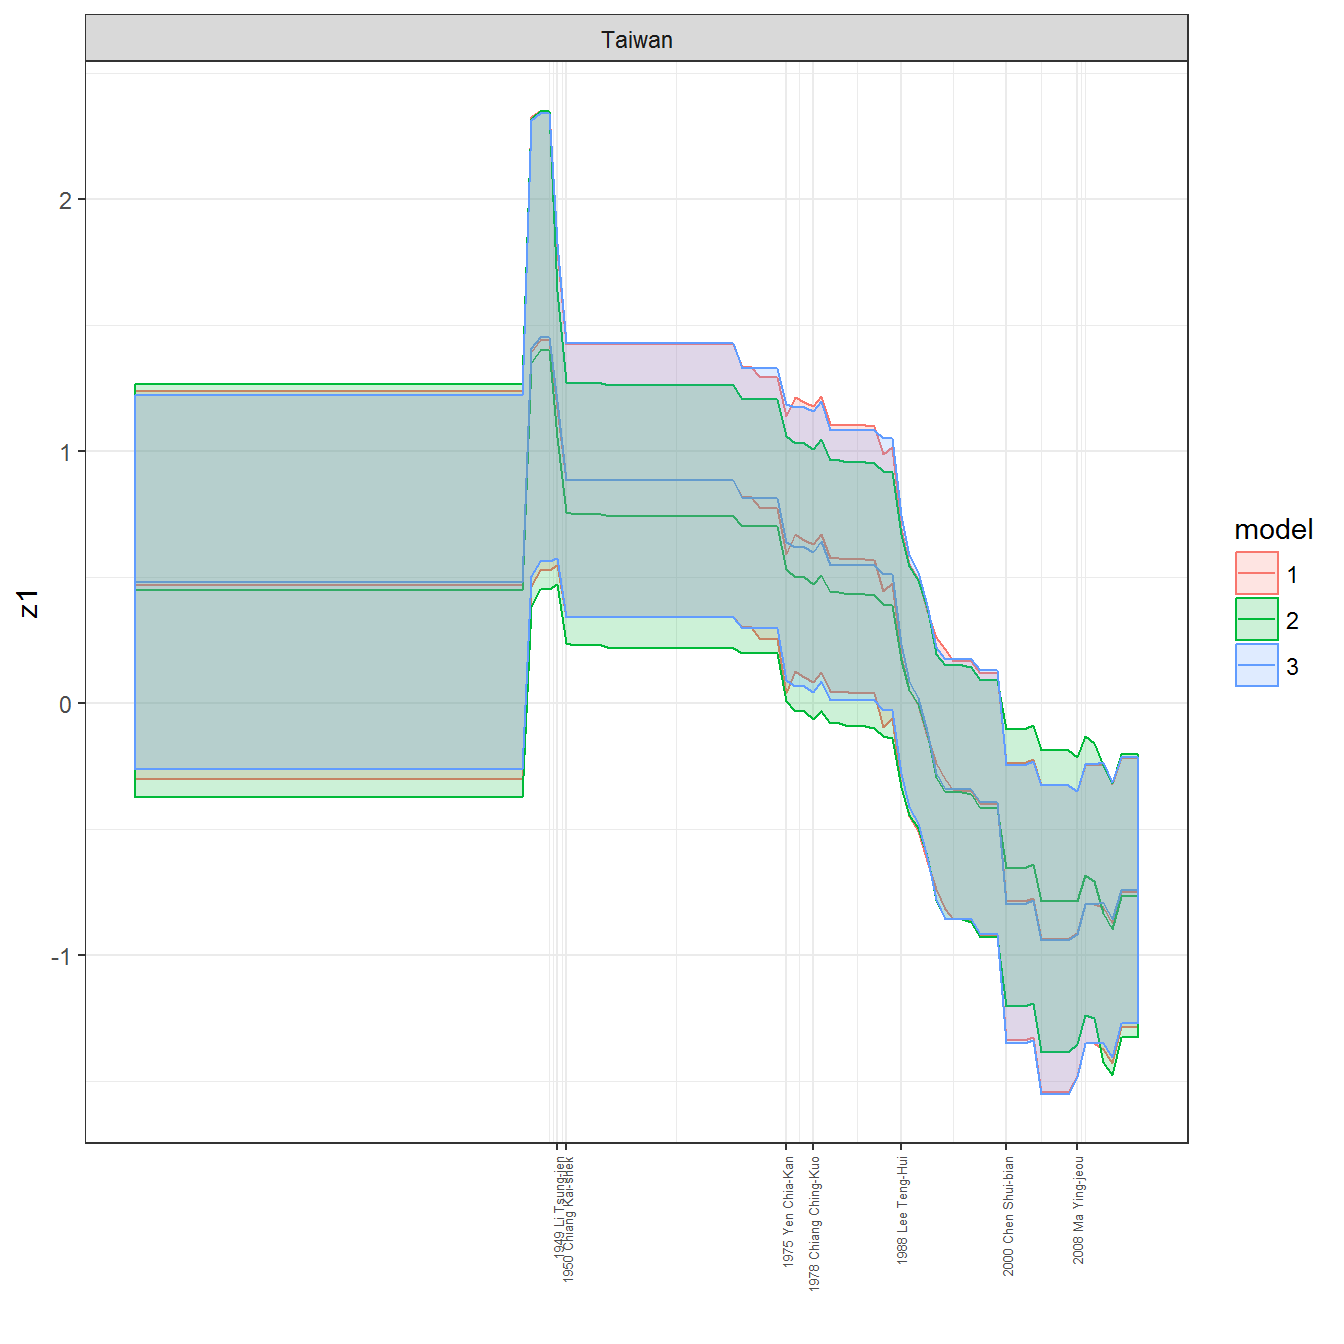 Taiwan
z1
2
1
0
-1
1949 Li Tsung-jen
1950 Chiang Kai-shek
1975 Yen Chia-Kan
1978 Chiang Ching-Kuo
1988 Lee Teng-Hui
2000 Chen Shui-bian
2008 Ma Ying-jeou
model
1
2
3